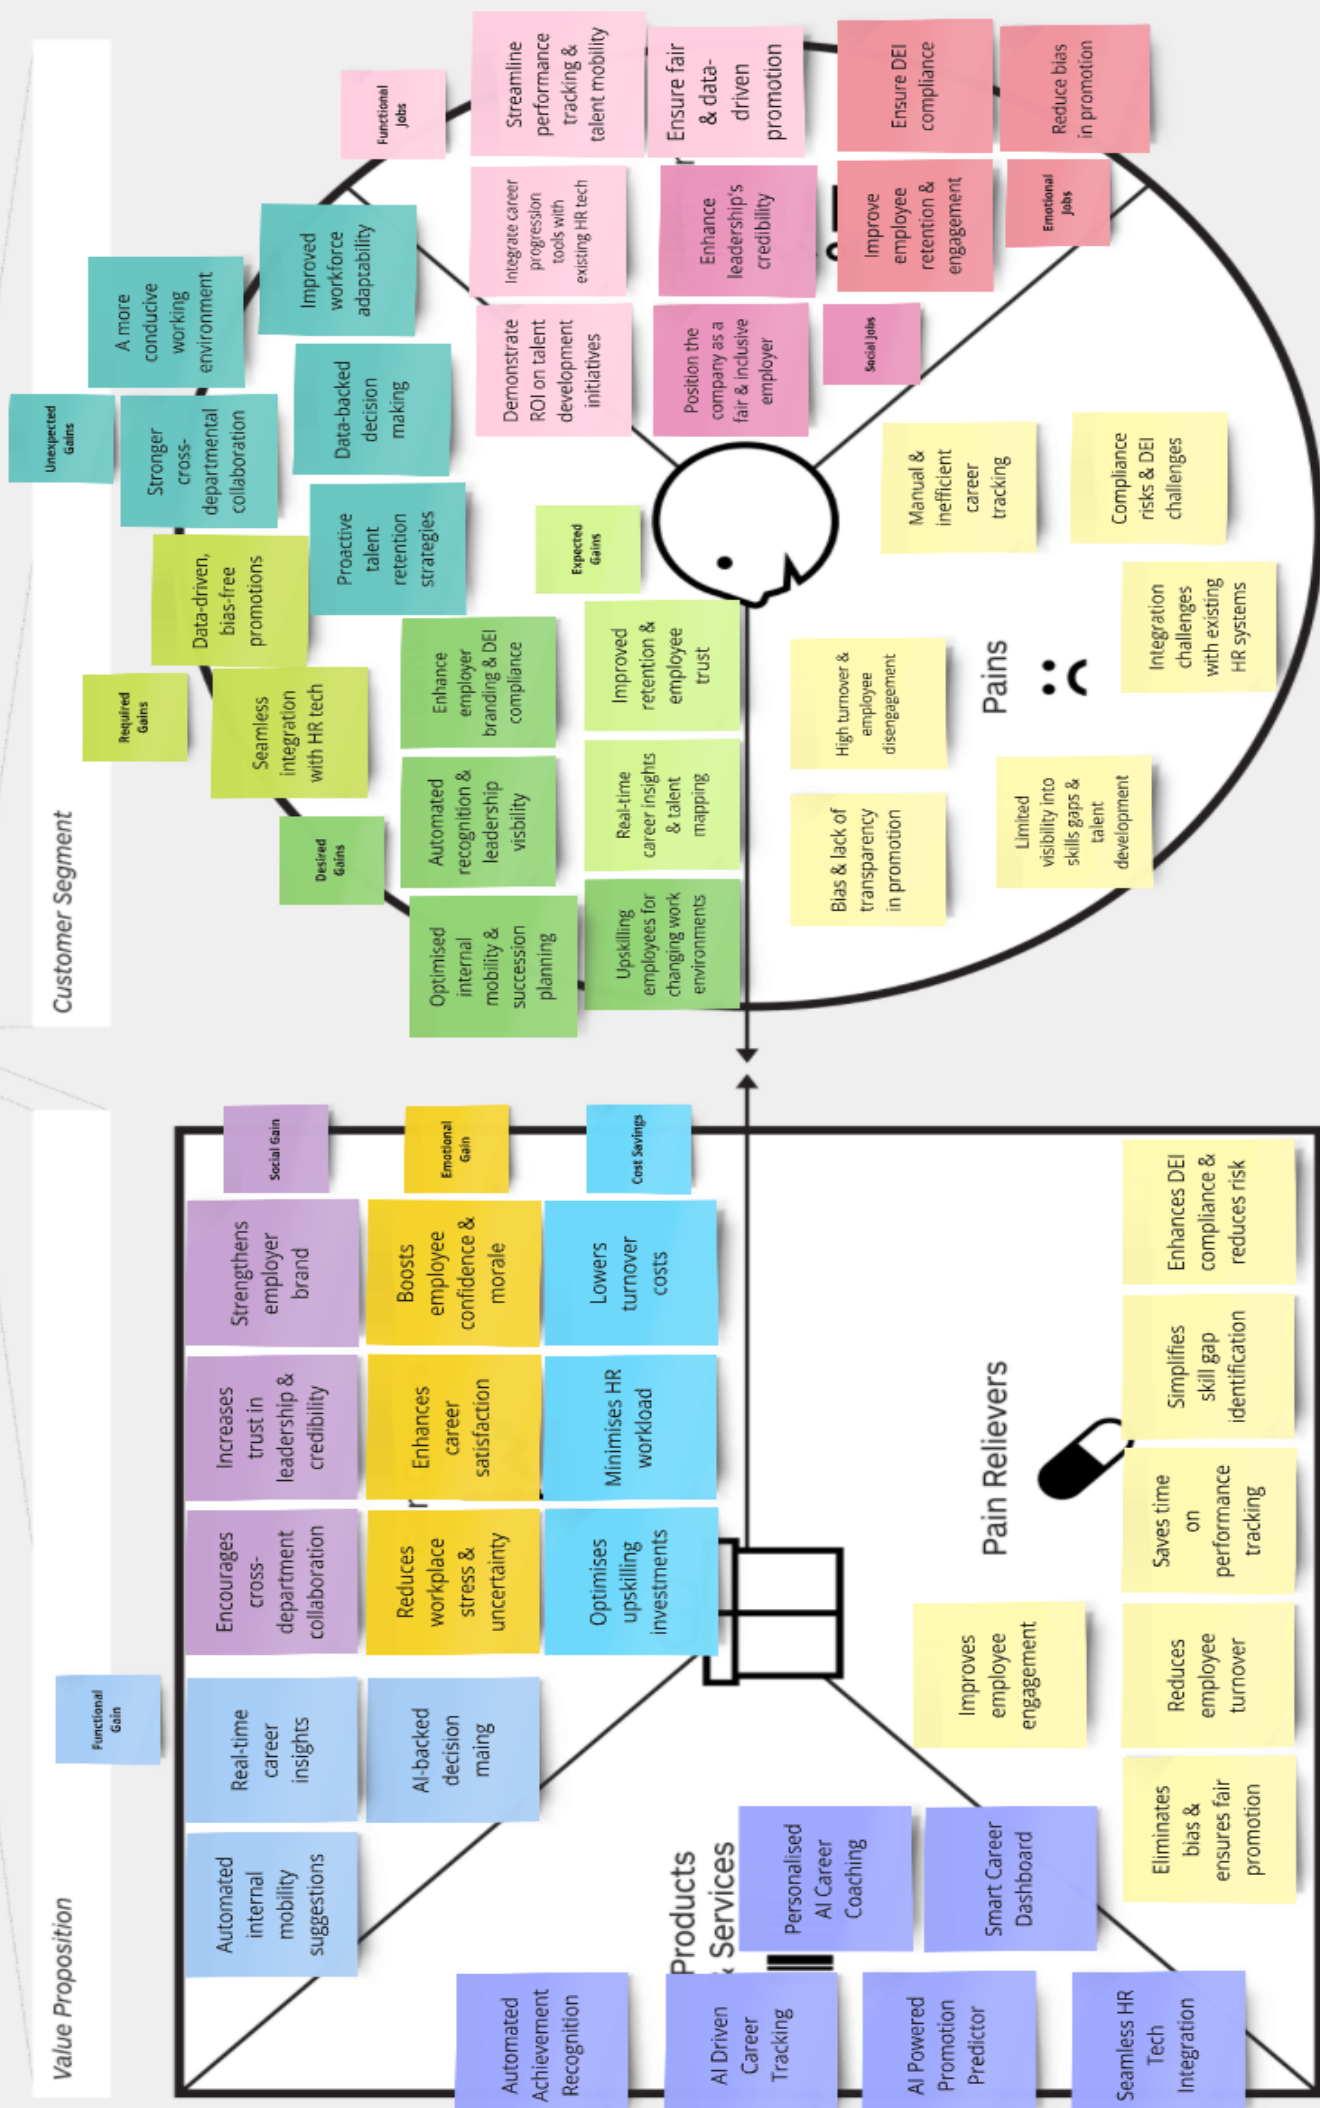 Value Proposition
Functional
Gain
Automated
internal
mobility
suggestions
Real-time
career
insights
AI-backed
decision
maing
Encourages
cross-
department
collaboration
Increases
trust in
leadership &
credibility
Strengthens
employer
brand
Social Gain
Reduces
workplace
stress &
uncertainty
Enhances
career
satisfaction
Boosts
employee
confidence &
morale
Emotional
Gain
Optimises
upskilling
investments
Minimises HR
workload
Lowers
turnover
costs
Cost Savings
Products
& Services
Automated
Achievement
Recognition
AI Driven
Career
Tracking
AI Powered
Promotion
Predictor
Seamless HR
Tech
Integration
Personalised
AI Career
Coaching
Smart Career
Dashboard
Pain Relievers
Improves
employee
engagement
Eliminates
bias &
ensures fair
promotion
Reduces
employee
turnover
Saves time
on
performance
tracking
Simplifies
skill gap
identification
Enhances DEI
compliance &
reduces risk
Customer Segment
Unexpected
Gains
A more
conducive
working
environment
Stronger
cross-
departmental
collaboration
Improved
workforce
adaptability
Data-backed
decision
making
Proactive
talent
retention
strategies
Required
Gains
Data-driven,
bias-free
promotions
Seamless
integration
with HR tech
Desired
Gains
Optimised
internal
mobility &
succession
planning
Automated
recognition &
leadership
visbility
Enhance
employer
branding & DEI
compliance
Upskilling
employees for
changing work
environments
Real-time
career insights
& talent
mapping
Improved
retention &
employee
trust
Expected
Gains
Functional
Jobs
Demonstrate
ROI on talent
development
initiatives
Integrate career
progression
tools with
existing HR tech
Streamline
performance
tracking &
talent mobility
Ensure fair
& data-
driven
promotion
Position the
company as a
fair & inclusive
employer
Enhance
leadership's
credibility
Social Jobs
Improve
employee
retention &
engagement
Ensure DEI
compliance
Reduce bias
in promotion
Emotional
Jobs
Pains
Bias & lack of
transparency
in promotion
High turnover &
employee
disengagement
Manual &
inefficient
career
tracking
Limited
visibility into
skills gaps &
talent
development
Integration
challenges
with existing
HR systems
Compliance
risks & DEI
challenges